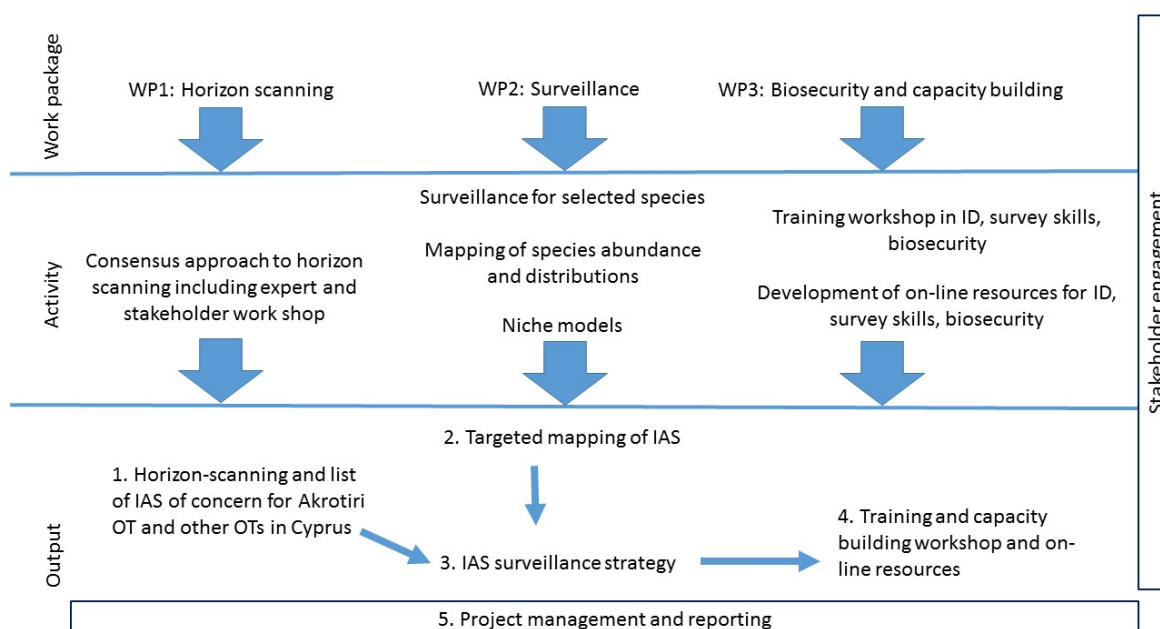 Work package
WP1: Horizon scanning
WP2: Surveillance
WP3: Biosecurity and capacity building
Activity
Consensus approach to horizon
scanning including expert and
stakeholder work shop
Surveillance for selected species
Mapping of species abundance
and distributions
Niche models
Training workshop in ID, survey skills,
biosecurity
Development of on-line resources for ID,
survey skills, biosecurity
Output
1. Horizon-scanning and list
of IAS of concern for Akrotiri
OT and other OTs in Cyprus
2. Targeted mapping of IAS
3. IAS surveillance strategy
4. Training and capacity
building workshop and on-
line resources
5. Project management and reporting
Stakeholder engagement